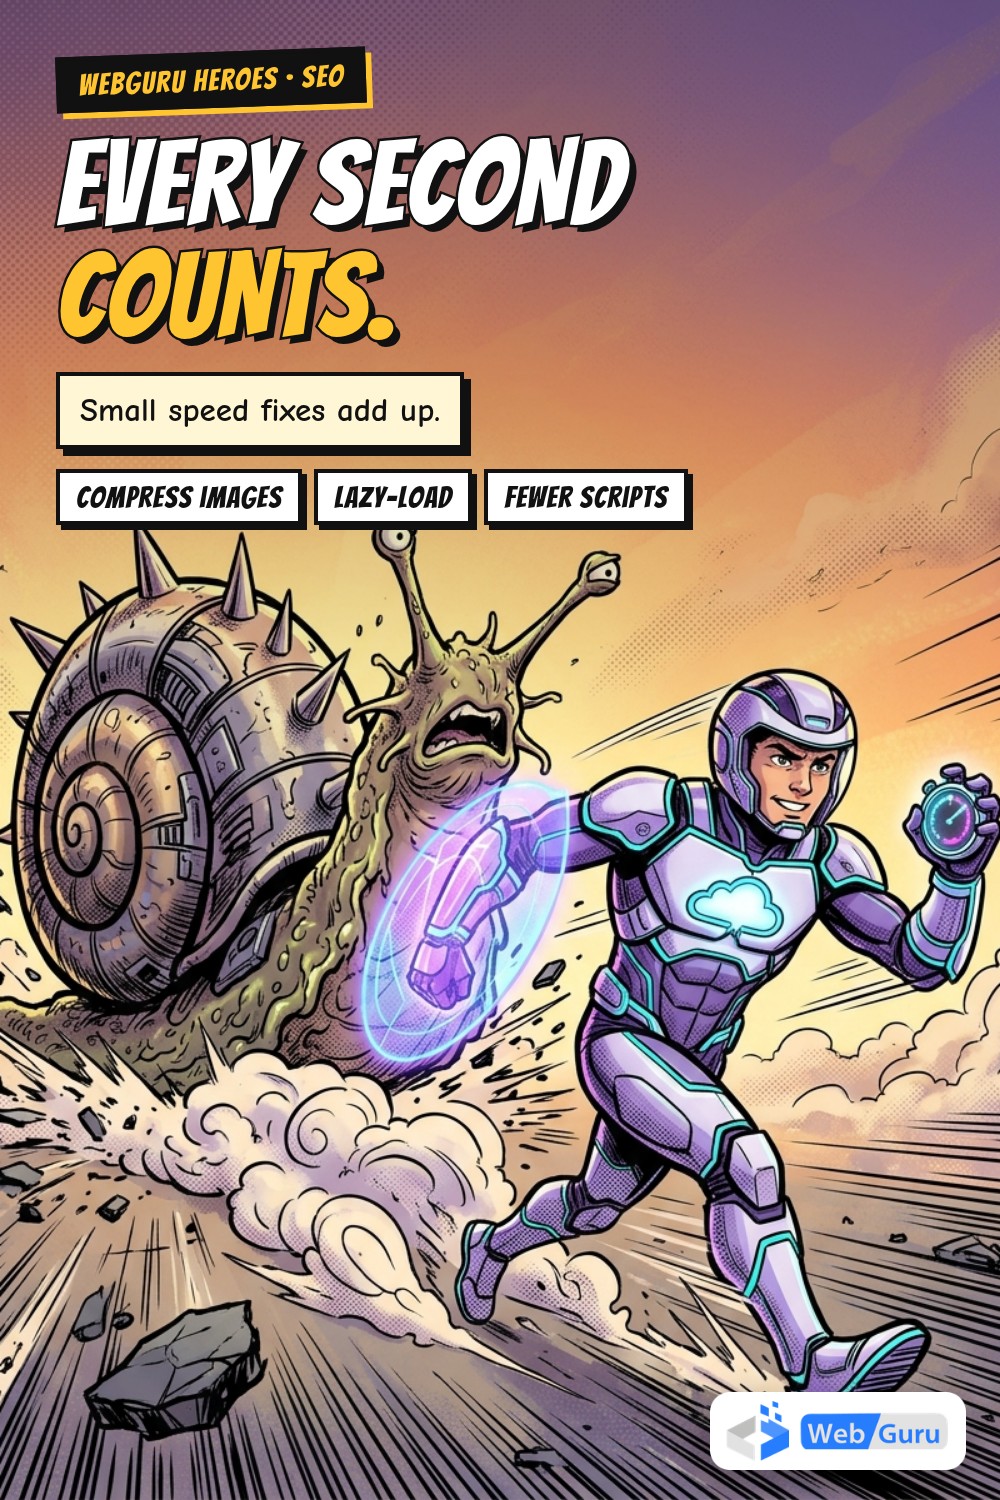 WEBGURU HEROES · SEO
EVERY SECOND
COUNTS.
Small speed fixes add up.
COMPRESS IMAGES LAZY-LOAD FEWER SCRIPTS
Web Guru